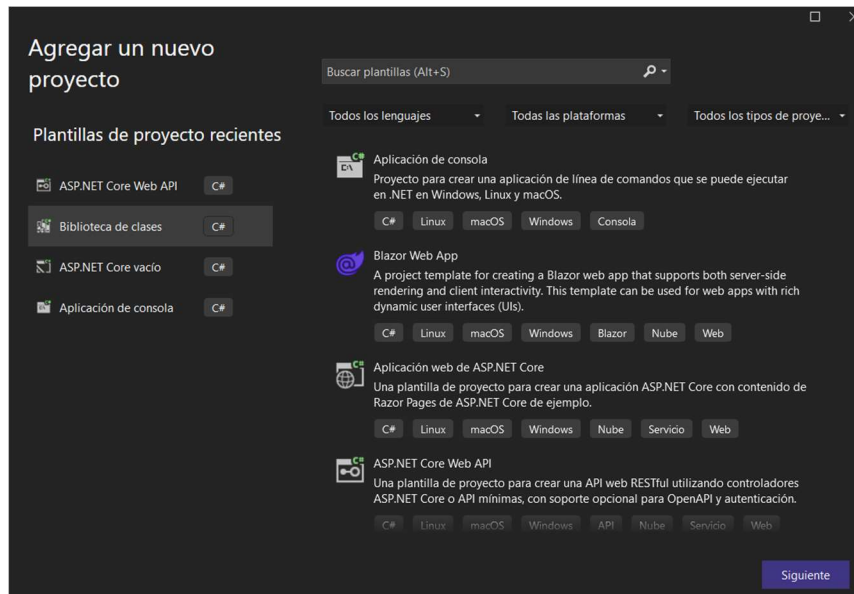 Agregar un nuevo
proyecto
Plantillas de proyecto recientes
ASP.NET Core Web API C#
Biblioteca de clases C#
ASP.NET Core vacío C#
Aplicación de consola C#
Buscar plantillas (Alt+S)
Todos los lenguajes Todas las plataformas Todos los tipos de proye...
Aplicación de consola
Proyecto para crear una aplicación de línea de comandos que se puede ejecutar
en .NET en Windows, Linux y macOS.
C# Linux macOS Windows Consola
Blazor Web App
A project template for creating a Blazor web app that supports both server-side
rendering and client interactivity. This template can be used for web apps with rich
dynamic user interfaces (UIs).
C# Linux macOS Windows Blazor Nube Web
Aplicación web de ASP.NET Core
Una plantilla de proyecto para crear una aplicación ASP.NET Core con contenido de
Razor Pages de ASP.NET Core de ejemplo.
C# Linux macOS Windows Nube Servicio Web
ASP.NET Core Web API
Una plantilla de proyecto para crear una API web RESTful utilizando controladores
ASP.NET Core o API mínimas, con soporte opcional para OpenAPI y autenticación.
C# Linux macOS Windows API Nube Servicio Web
Siguiente